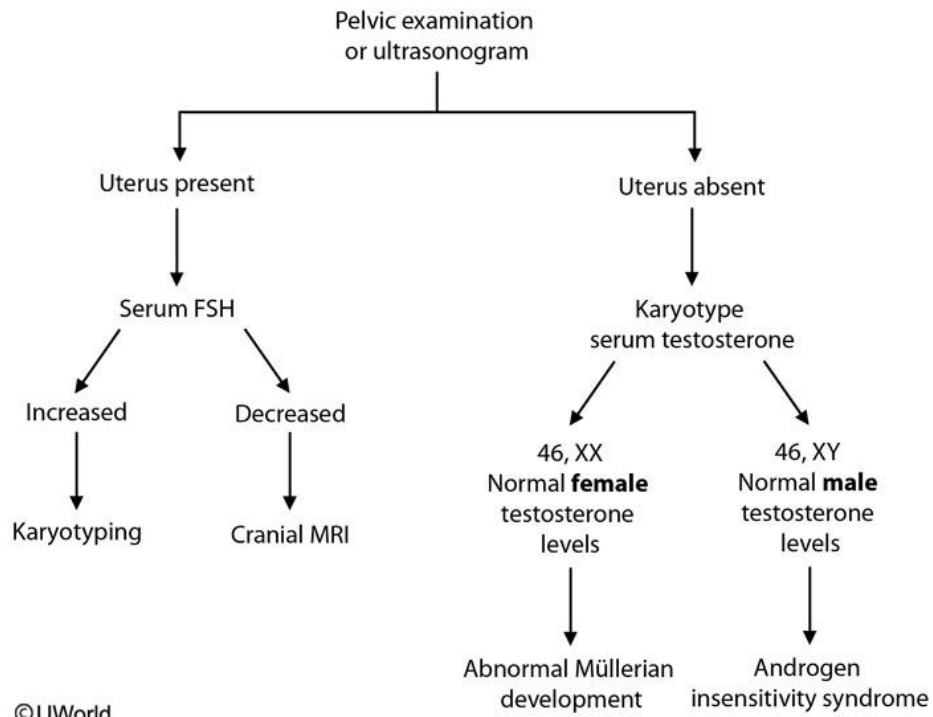 Pelvic examination
or ultrasonogram
Uterus present
Uterus absent
Serum FSH
Karyotype
serum testosterone
Increased
Decreased
46, XX
Normal female
testosterone
levels
46, XY
Normal male
testosterone
levels
Karyotyping
Cranial MRI
Abnormal Müllerian
development
Androgen
insensitivity syndrome
©UWorld